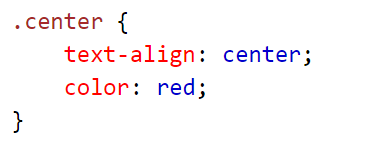 .center {
    text-align: center;
    color: red;
}